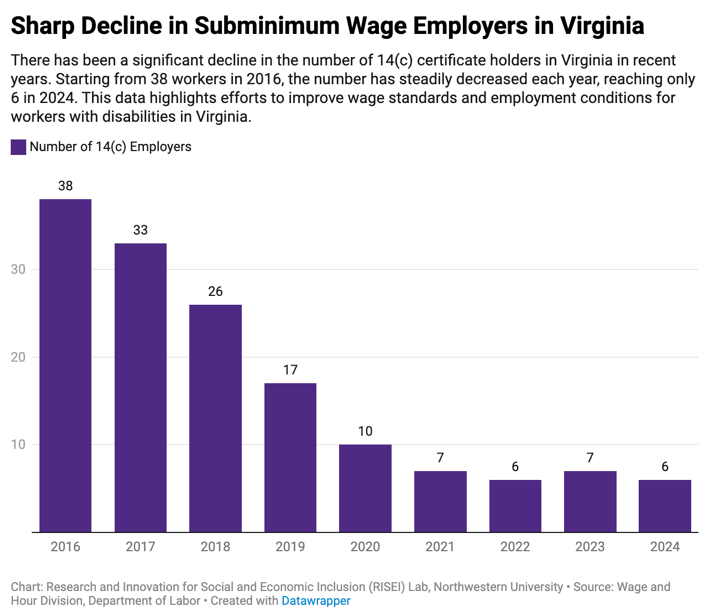 Sharp Decline in Subminimum Wage Employers in Virginia
There has been a significant decline in the number of 14(c) certificate holders in Virginia in recent
years. Starting from 38 workers in 2016, the number has steadily decreased each year, reaching only
6 in 2024. This data highlights efforts to improve wage standards and employment conditions for
workers with disabilities in Virginia.
Number of 14(c) Employers
38
33
26
17
10
7
6
7
6
30
20
10
2016 2017 2018 2019 2020 2021 2022 2023 2024
Chart: Research and Innovation for Social and Economic Inclusion (RISEI) Lab, Northwestern University • Source: Wage and
Hour Division, Department of Labor • Created with Datawrapper